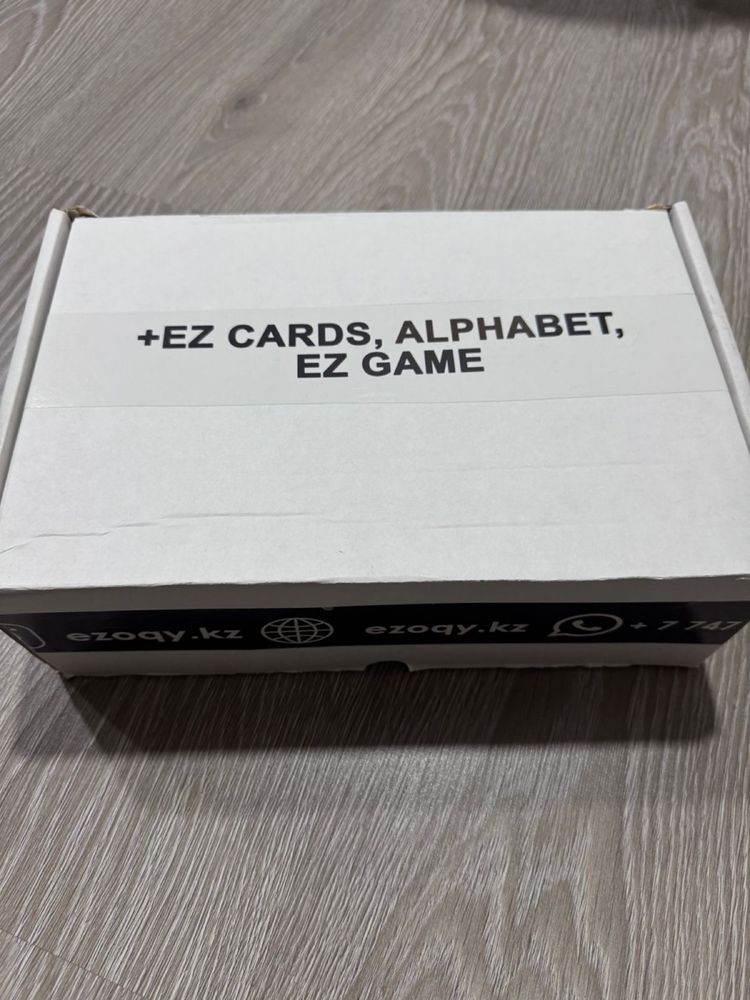 +EZ CARDS, ALPHABET,
EZ GAME
ezoqy.kz ezoqy.kz + 7 747